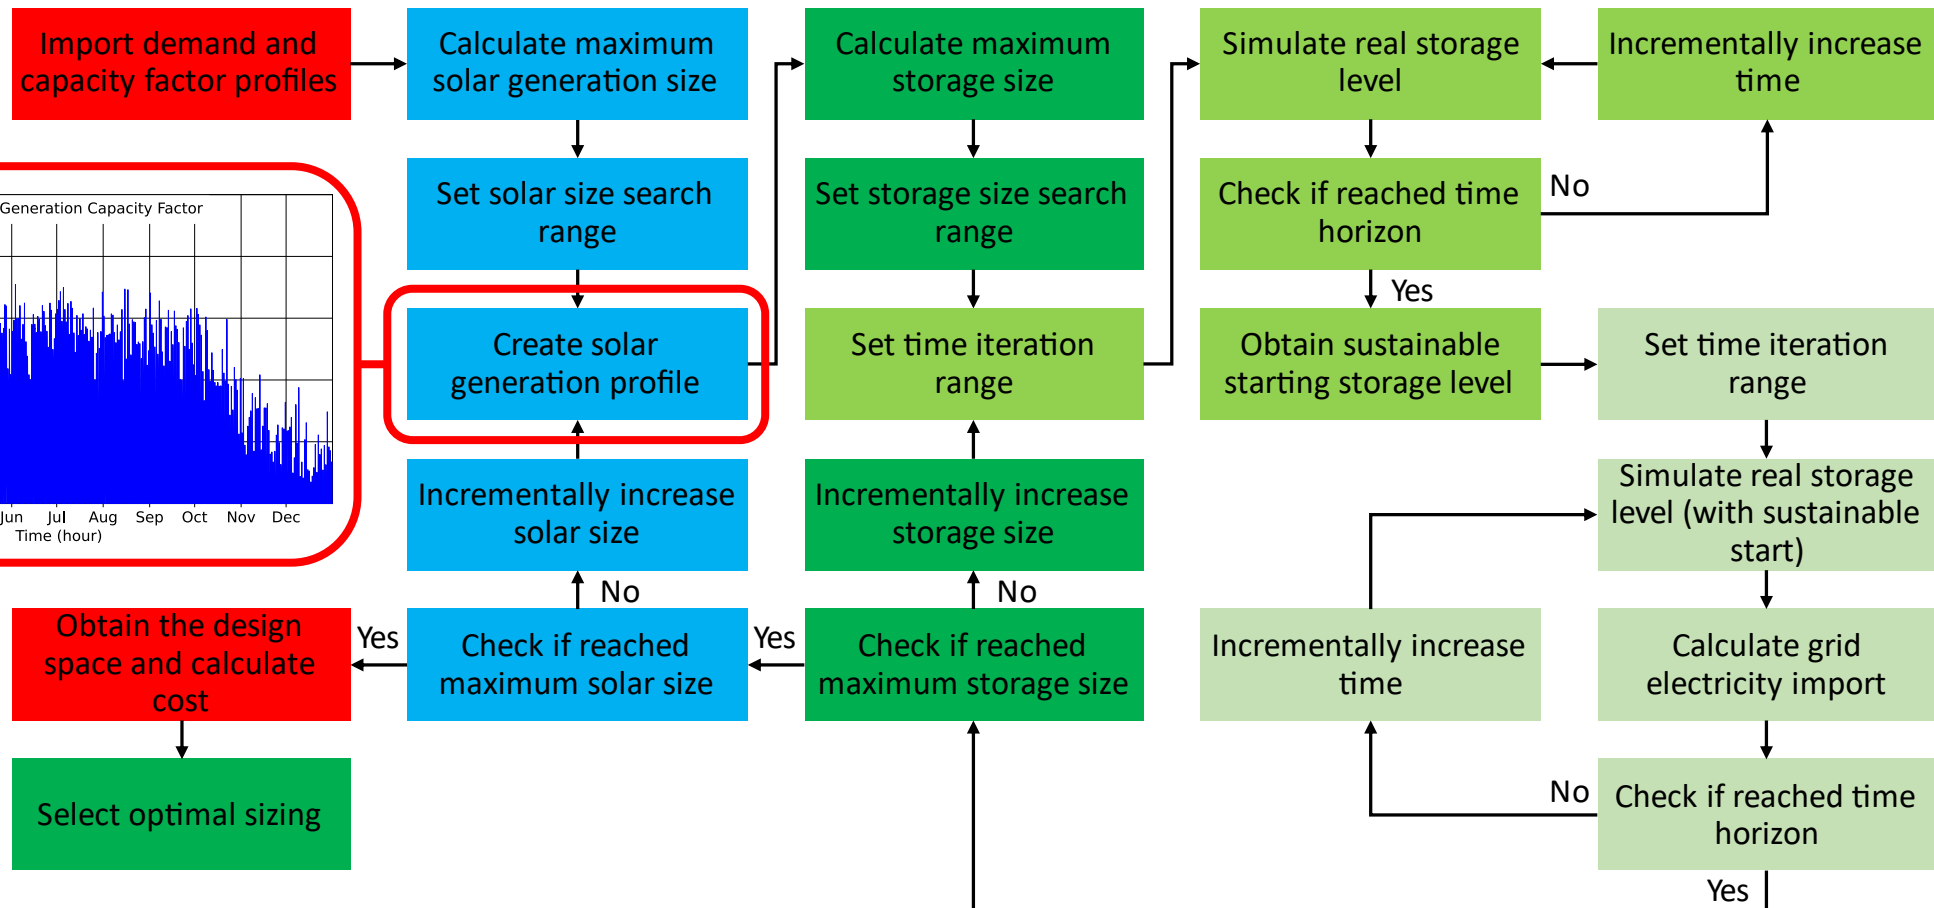 Import demand and
capacity factor profiles
Calculate maximum
solar generation size
Calculate maximum
storage size
Simulate real storage
level
Incrementally increase
time
Set solar size search
range
Set storage size search
range
Check if reached time
horizon
No
Yes
Generation Capacity Factor
Jun Jul Aug Sep Oct Nov Dec
Time (hour)
Create solar
generation profile
Set time iteration
range
Obtain sustainable
starting storage level
Set time iteration
range
Incrementally increase
solar size
Incrementally increase
storage size
Simulate real storage
level (with sustainable
start)
No
No
Obtain the design
space and calculate
cost
Yes
Check if reached
maximum solar size
Yes
Check if reached
maximum storage size
Incrementally increase
time
Calculate grid
electricity import
Select optimal sizing
No
Check if reached time
horizon
Yes